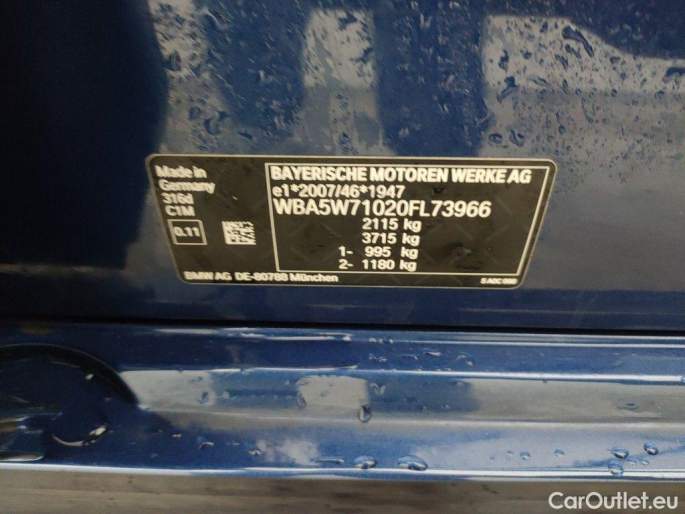 Made in
Germany
316d
C1M
0.11
BAYERISCHE MOTOREN WERKE AG
e1*2007/46*1947
WBA5W71020FL73966
2115 kg
3715 kg
1- 995 kg
2- 1180 kg
BMW AG DE-80788 München
CarOutlet.eu